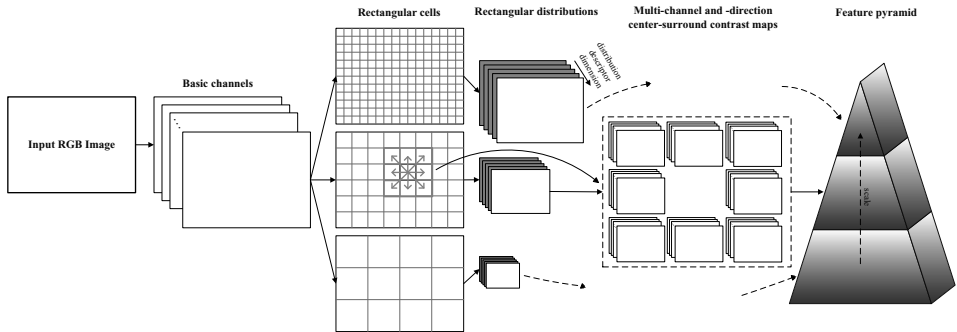 Rectangular cells
Rectangular distributions
Multi-channel and -direction
center-surround contrast maps
Feature pyramid
Basic channels
Input RGB Image
distribution
descriptor
dimension
scale